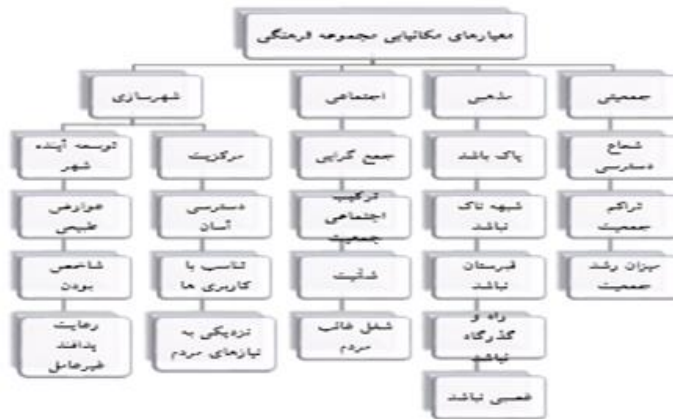 معیارهای مکانیابی مجموعه فرهنگی
جمعیتی
شعاع
دسترسی
تراکم
جمعیت
میزان رشد
جمعیت
مذهبی
پاک باشد
شبهه ناک
نباشد
قبرستان
نباشد
راه و
گذرگاه
نباشد
غصبی نباشد
اجتماعی
جمع گرایی
ترکیب
اجتماعی
جمعیت
شأنیت
شغل غالب
مردم
شهرسازی
مرکزیت
دسترسی
آسان
تناسب با
کاربری ها
نزدیکی به
نیازهای مردم
توسعه آینده
شهر
عوارض
طبیعی
شاخص
بودن
رعایت
پدافند
غیرعامل